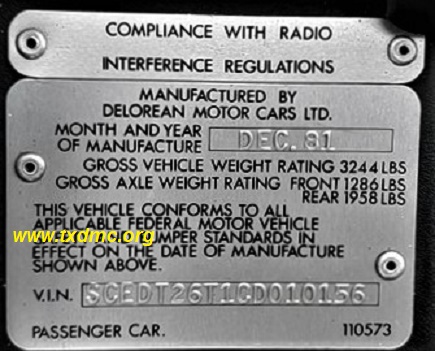 COMPLIANCE WITH RADIO
INTERFERENCE REGULATIONS
MANUFACTURED BY
DELOREAN MOTOR CARS LTD.
MONTH AND YEAR
OF MANUFACTURE DEC. 81
GROSS VEHICLE WEIGHT RATING 3244 LBS
GROSS AXLE WEIGHT RATING FRONT 1286 LBS
REAR 1958 LBS
THIS VEHICLE CONFORMS TO ALL
APPLICABLE FEDERAL MOTOR VEHICLE
www.txdmc.org
STANDARDS IN
EFFECT ON THE DATE OF MANUFACTURE
SHOWN ABOVE.
V.I.N. SCEDT26T1CD010156
PASSENGER CAR. 110573